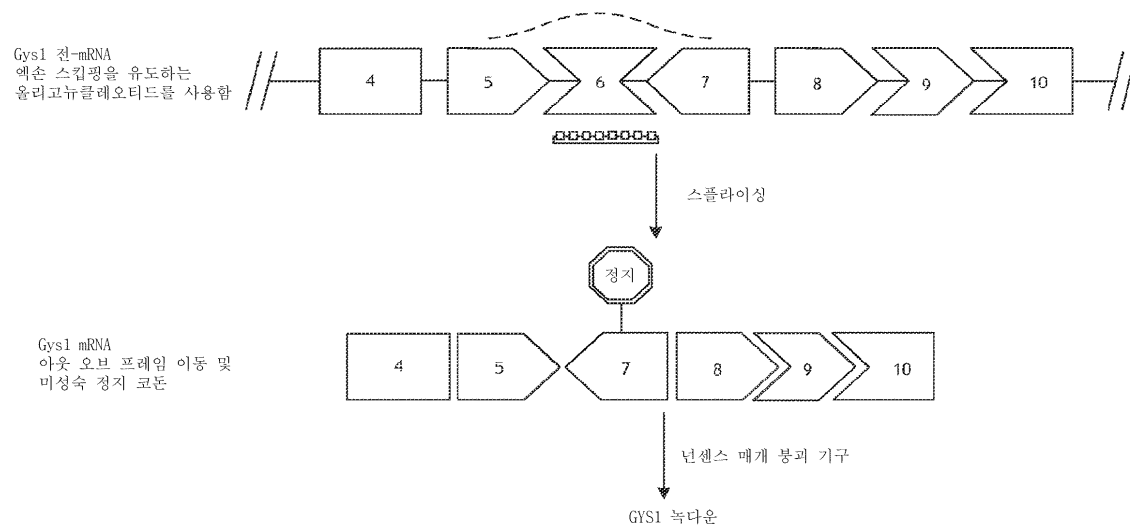 Gys1 전-mRNA
엑손 스킵핑을 유도하는
올리고뉴클레오티드를 사용함
4 5 6 7 8 9 10
스플라이싱
정지
Gys1 mRNA
아웃 오브 프레임 이동 및
미성숙 정지 코돈
4 5 7 8 9 10
넌센스 매개 붕괴 기구
GYS1 녹다운